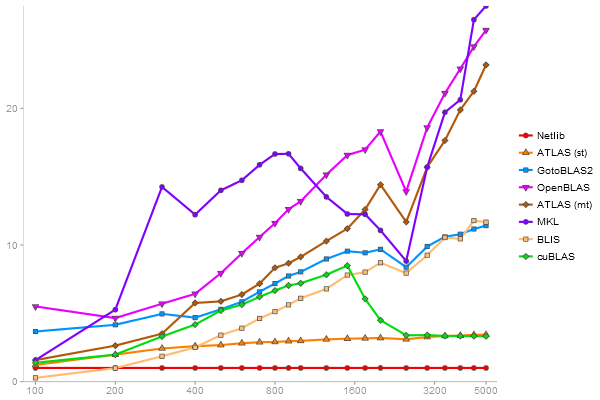 20
10
0
100 200 400 800 1600 3200 5000
Netlib
ATLAS (st)
GotoBLAS2
OpenBLAS
ATLAS (mt)
MKL
BLIS
cuBLAS